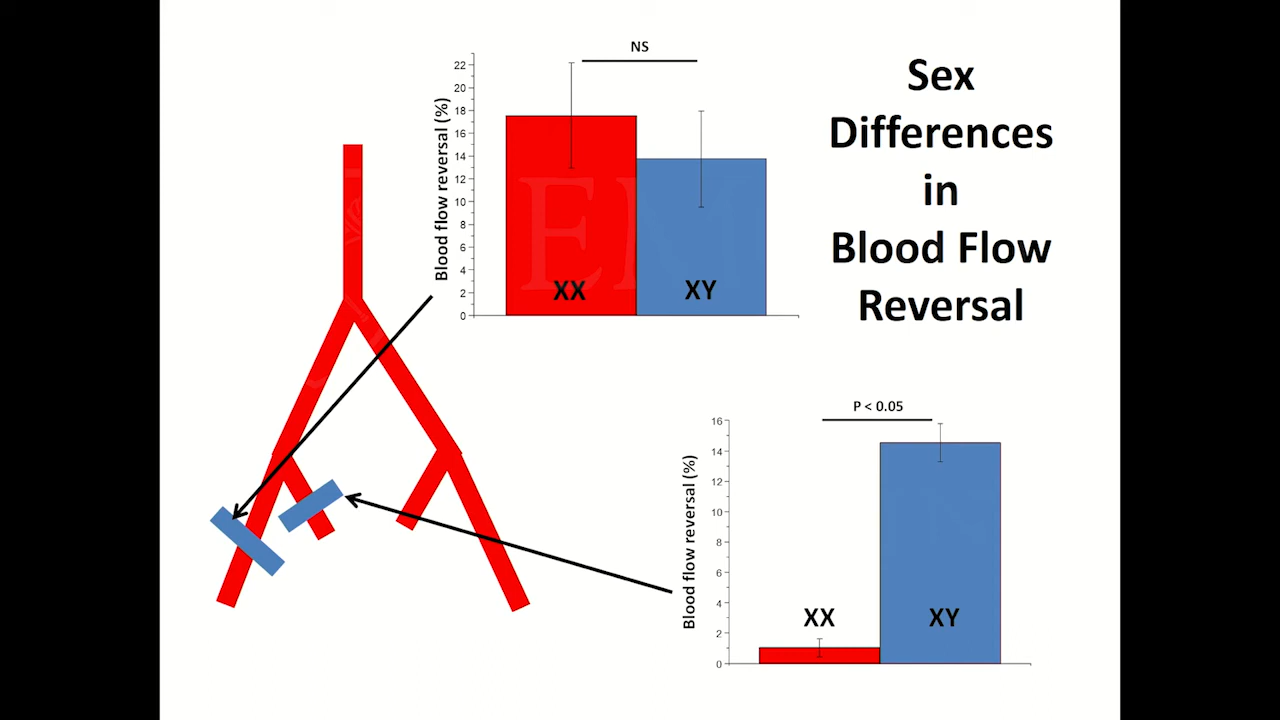 Sex
Differences
in
Blood Flow
Reversal
NS
Blood flow reversal (%)
22
20
18
16
14
12
10
8
6
4
2
0
XX
XY
EM
P < 0.05
Blood flow reversal (%)
16
14
12
10
8
6
4
2
0
XX
XY